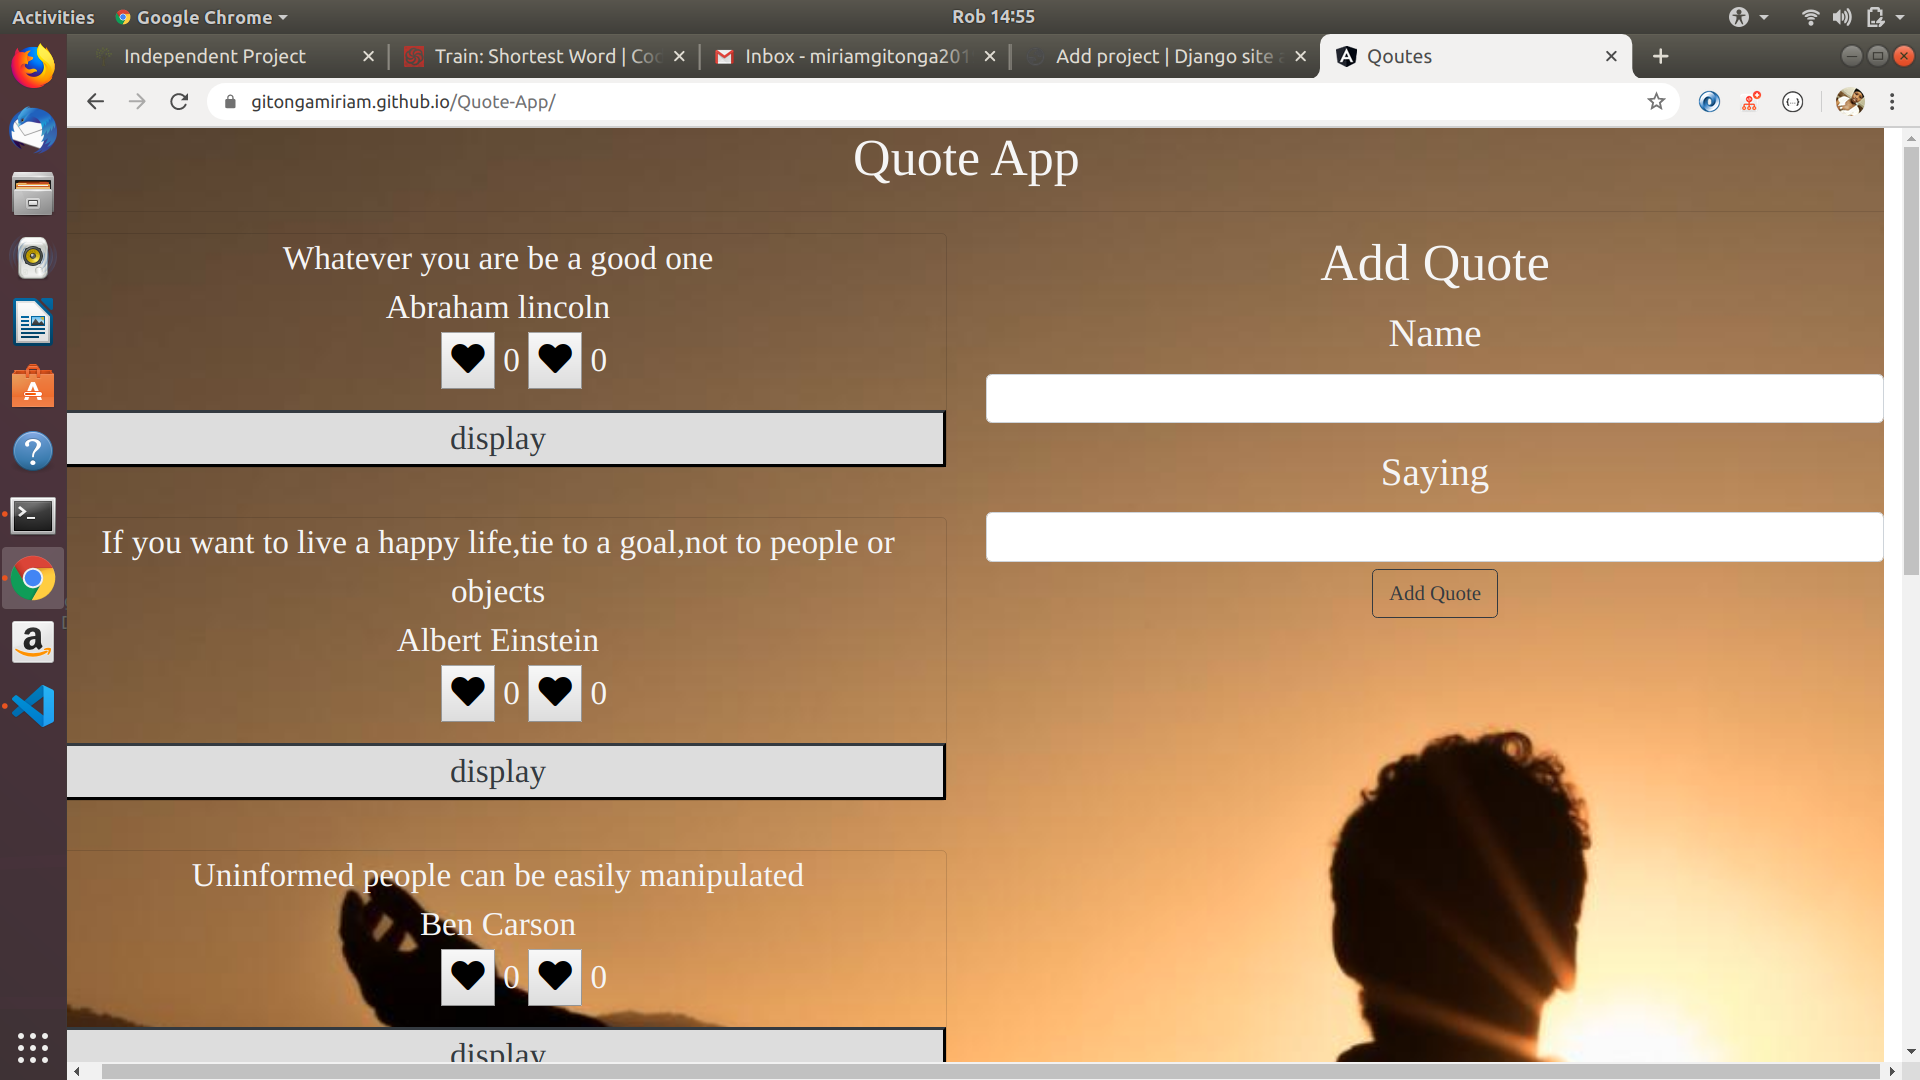 Activities
Google Chrome
Rob 14:55
Independent Project
Train: Shortest Word | Co
Inbox - miriamgitonga201
Add project | Django site
Qoutes
gitongamiriam.github.io/Quote-App/
Quote App
Whatever you are be a good one
Abraham lincoln
0 0
display
If you want to live a happy life,tie to a goal,not to people or
objects
Albert Einstein
0 0
display
Uninformed people can be easily manipulated
Ben Carson
0 0
display
Add Quote
Name
Saying
Add Quote